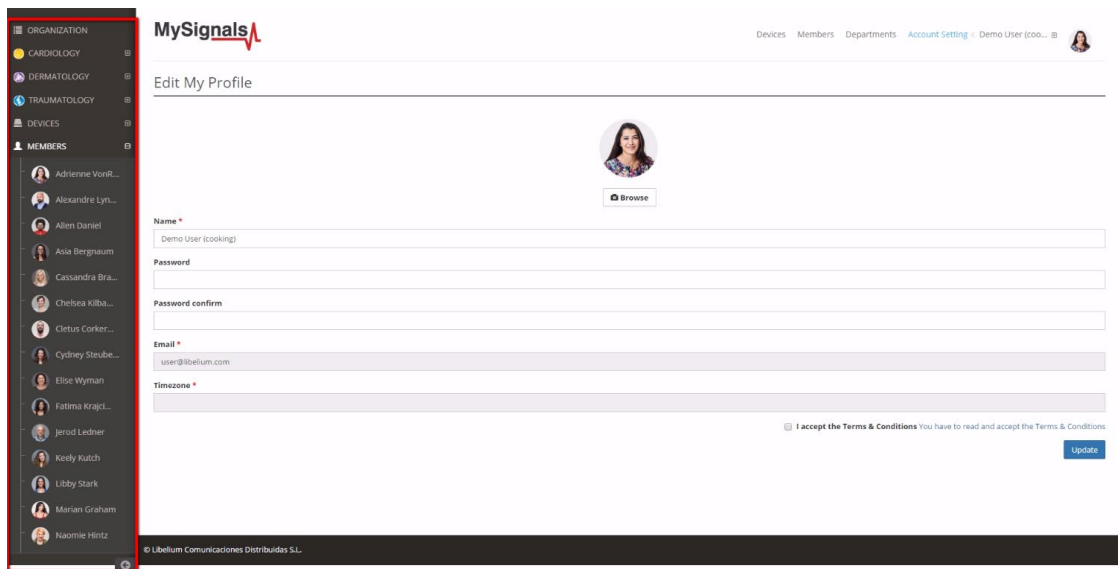 ORGANIZATION
CARDIOLOGY
DERMATOLOGY
TRAUMATOLOGY
DEVICES
MEMBERS
Adrienne VonR...
Alexandre Lyn...
Allen Daniel
Asia Bergnaum
Cassandra Bra...
Chelsea Kilba...
Cletus Corker...
Cydney Steube...
Elise Wyman
Fatima Krajci...
Jerod Ledner
Keely Kutch
Libby Stark
Marian Graham
Naomie Hintz
MySignals
Devices Members Departments Account Setting < Demo User (coo...
Edit My Profile
Browse
Name *
Demo User (cooking)
Password
Password confirm
Email *
user@libelium.com
Timezone *
I accept the Terms & Conditions You have to read and accept the Terms & Conditions
Update
© Libelium Comunicaciones Distribuidas S.L.